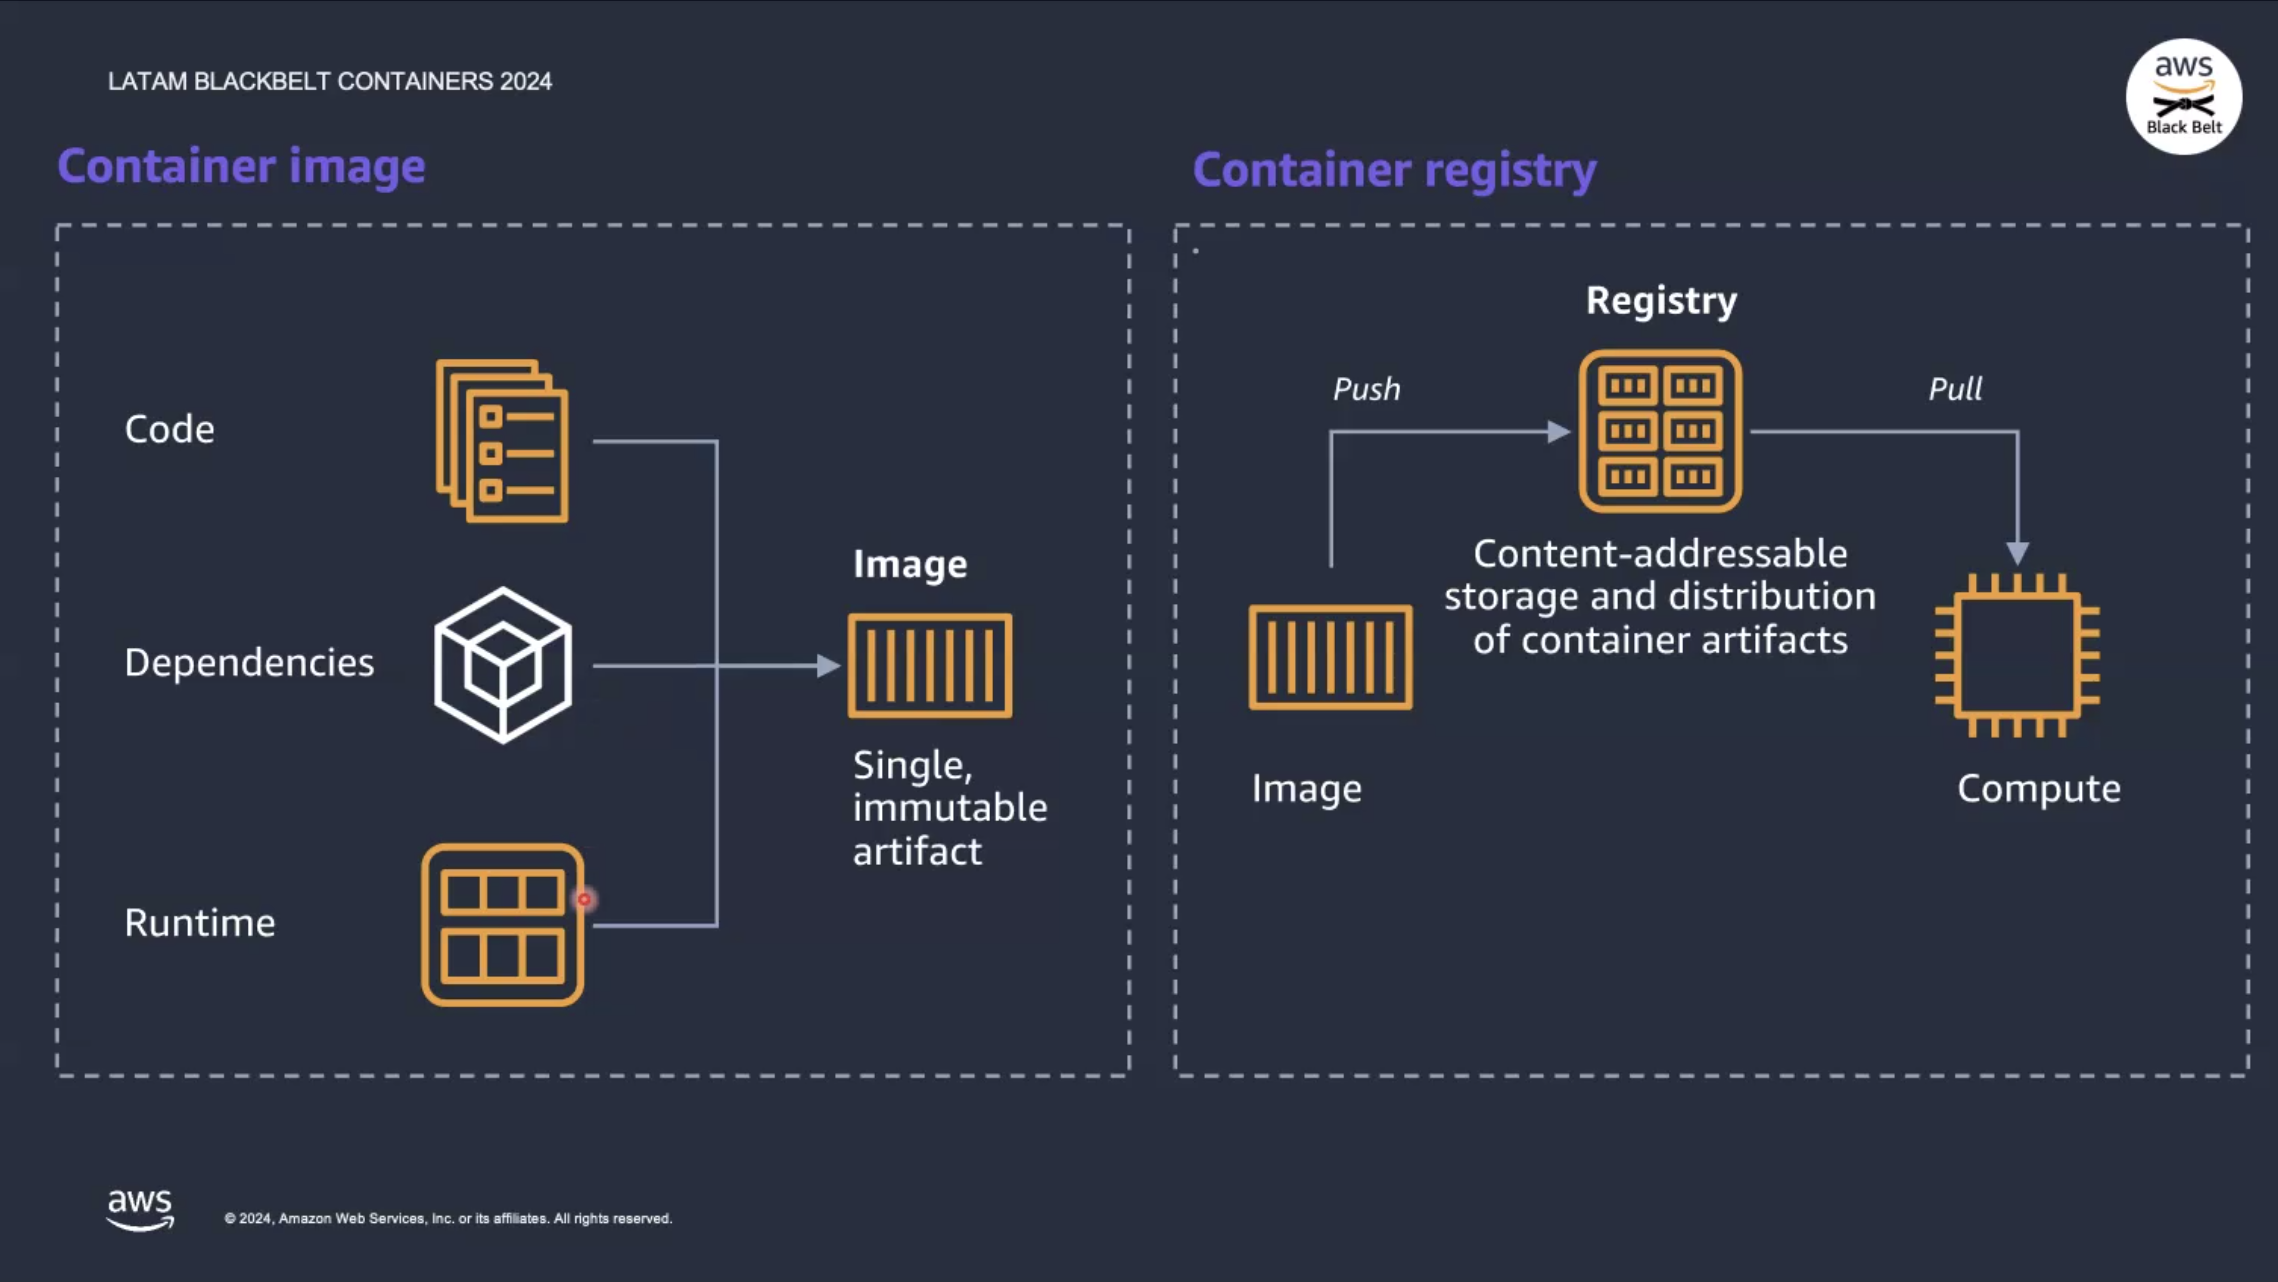 LATAM BLACKBELT CONTAINERS 2024
aws
Black Belt
Container image
Code
Dependencies
Runtime
Image
Single,
immutable
artifact
Container registry
Registry
Push
Pull
Content-addressable
storage and distribution
of container artifacts
Image
Compute
aws
© 2024, Amazon Web Services, Inc. or its affiliates. All rights reserved.